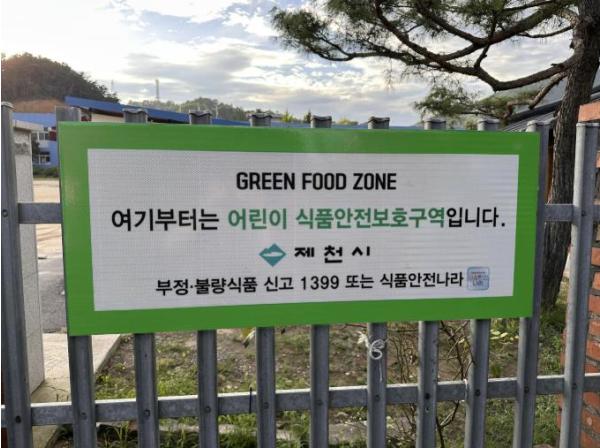 GREEN FOOD ZONE
여기부터는 어린이 식품안전보호구역입니다.
제천시
부정·불량식품 신고 1399 또는 식품안전나라